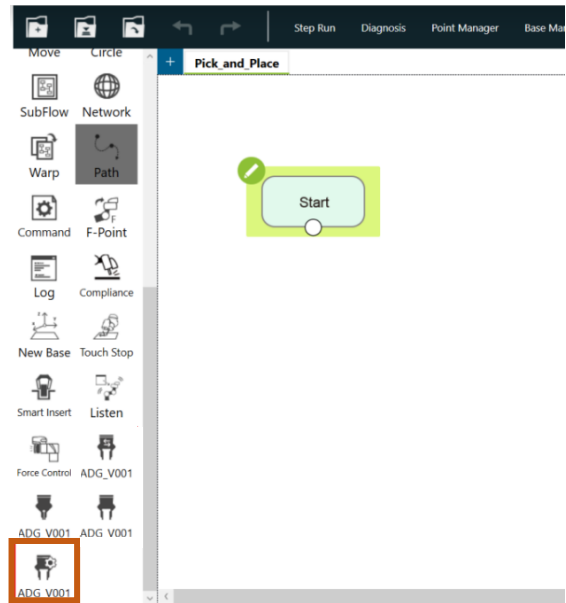 Step Run Diagnosis Point Manager Base Mar
Move Circle
+ Pick_and_Place
SubFlow Network
Warp Path
Start
Command F-Point
Log Compliance
New Base Touch Stop
Smart Insert Listen
Force Control ADG_V001
ADG_V001 ADG_V001
ADG_V001